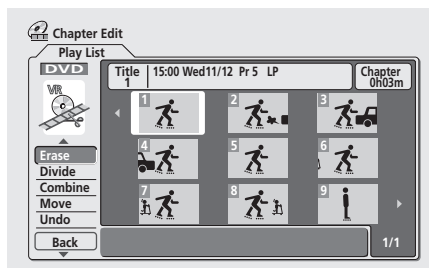 Chapter Edit
Play List
DVD
VR
Title 1 15:00 Wed11/12 Pr 5 LP Chapter 0h03m
1 2 3
4 5 6
7 8 9
Erase
Divide
Combine
Move
Undo
Back
1/1